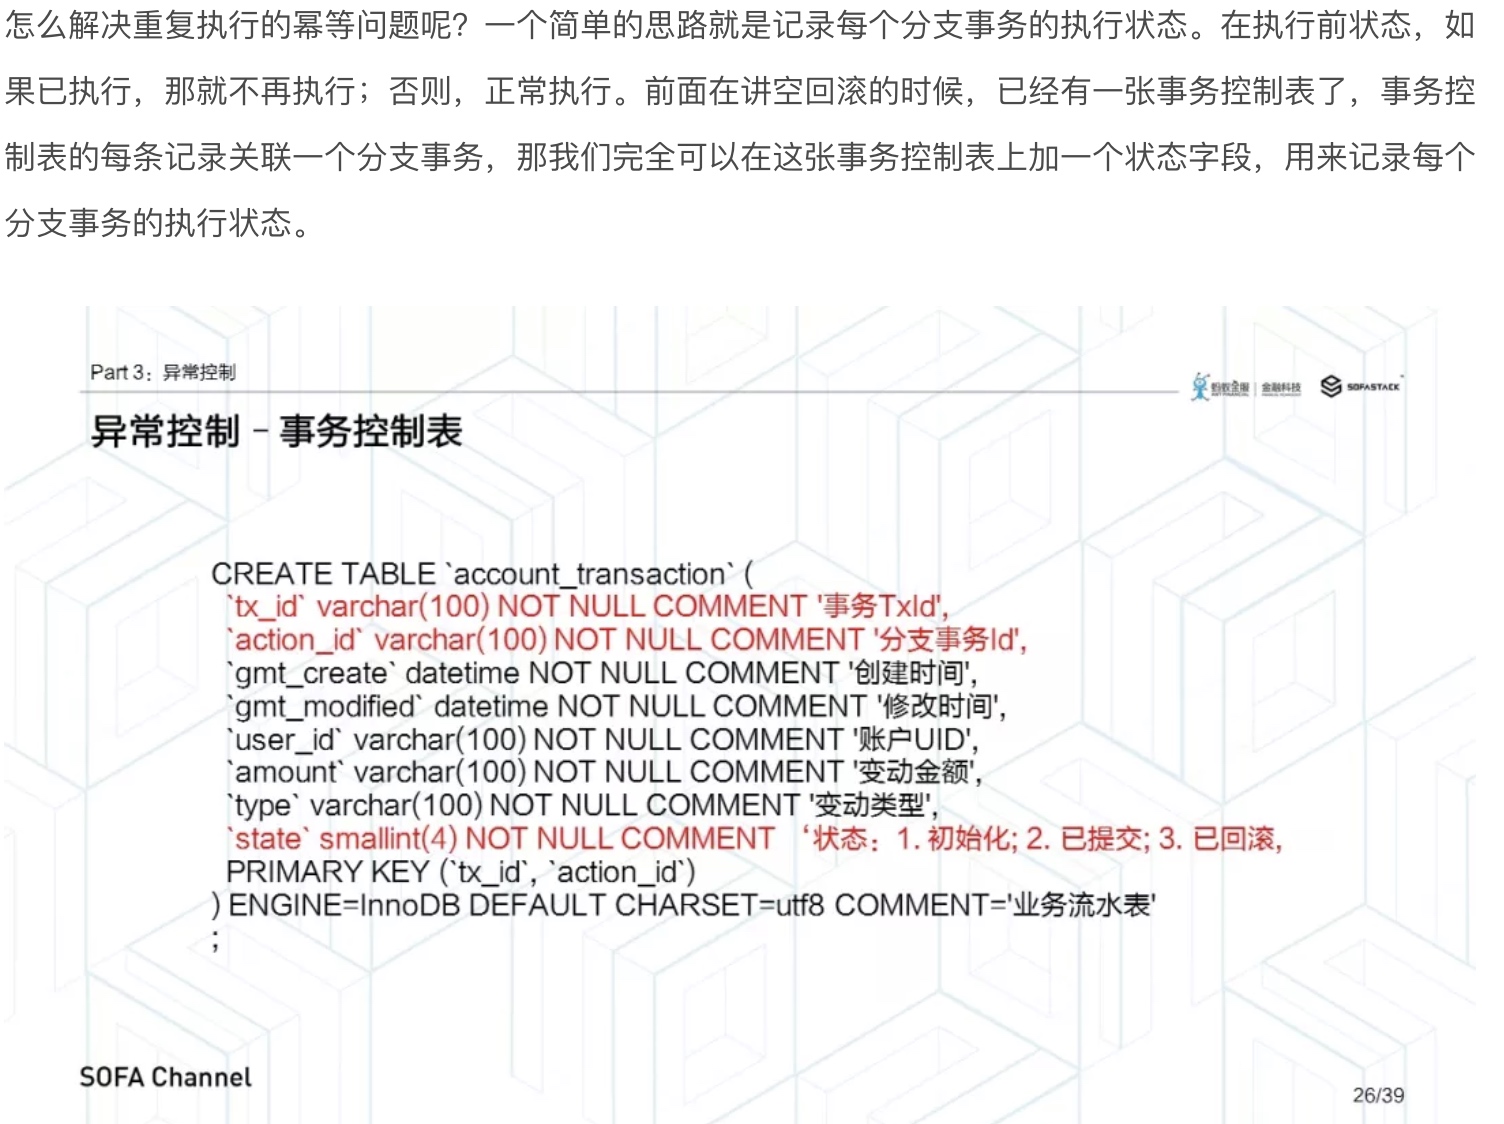 怎么解决重复执行的幂等问题呢？一个简单的思路就是记录每个分支事务的执行状态。在执行前状态，如
果已执行，那就不再执行；否则，正常执行。前面在讲空回滚的时候，已经有一张事务控制表了，事务控
制表的每条记录关联一个分支事务，那我们完全可以在这张事务控制表上加一个状态字段，用来记录每个
分支事务的执行状态。
Part 3：异常控制
蚂蚁金服 | 金融科技 SOFASTACK
异常控制 – 事务控制表
CREATE TABLE `account_transaction` (
`tx_id` varchar(100) NOT NULL COMMENT '事务TxId',
`action_id` varchar(100) NOT NULL COMMENT '分支事务Id',
`gmt_create` datetime NOT NULL COMMENT '创建时间',
`gmt_modified` datetime NOT NULL COMMENT '修改时间',
`user_id` varchar(100) NOT NULL COMMENT '账户UID',
`amount` varchar(100) NOT NULL COMMENT '变动金额',
`type` varchar(100) NOT NULL COMMENT '变动类型',
`state` smallint(4) NOT NULL COMMENT ‘状态：1. 初始化; 2. 已提交; 3. 已回滚,
PRIMARY KEY (`tx_id`, `action_id`)
) ENGINE=InnoDB DEFAULT CHARSET=utf8 COMMENT='业务流水表'
;
SOFA Channel
26/39